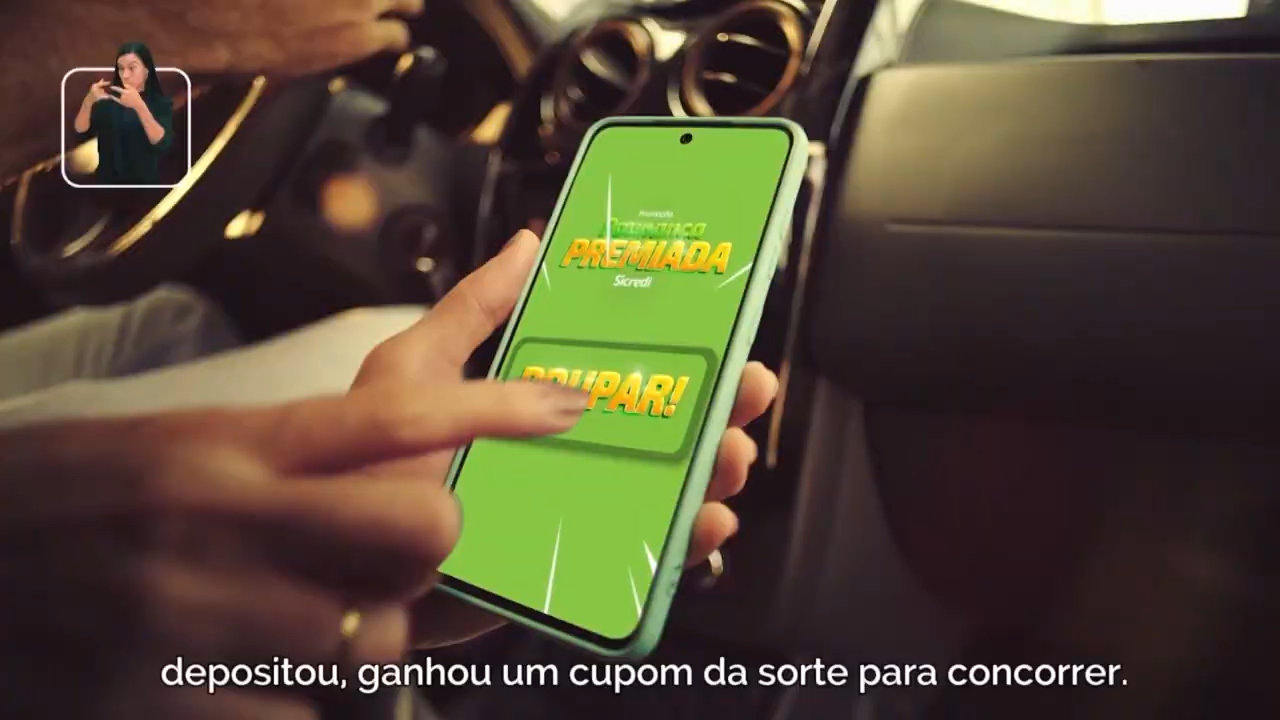 PREMIADA
Sicredi
POUPAR!
depositou, ganhou um cupom da sorte para concorrer.